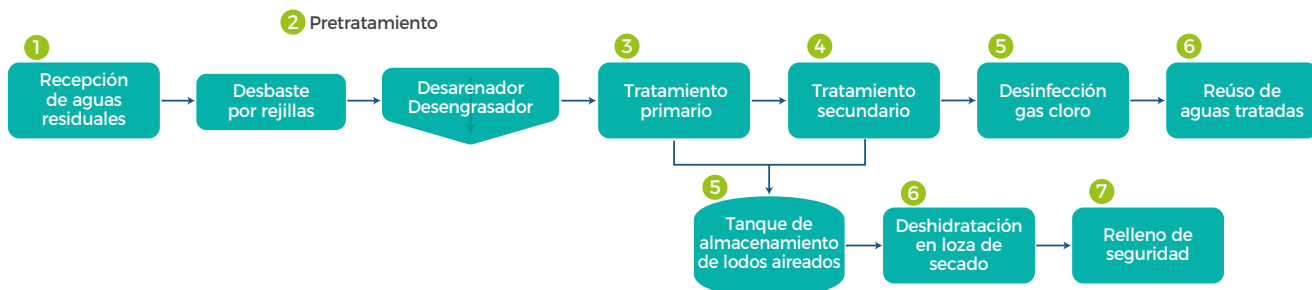 2 Pretratamiento
1
Recepción
de aguas
residuales
Desbaste
por rejillas
Desarenador
Desengrasador
3
Tratamiento
primario
4
Tratamiento
secundario
5
Desinfección
gas cloro
6
Reúso de
aguas tratadas
5
Tanque de
almacenamiento
de lodos aireados
6
Deshidratación
en loza de
secado
7
Relleno de
seguridad